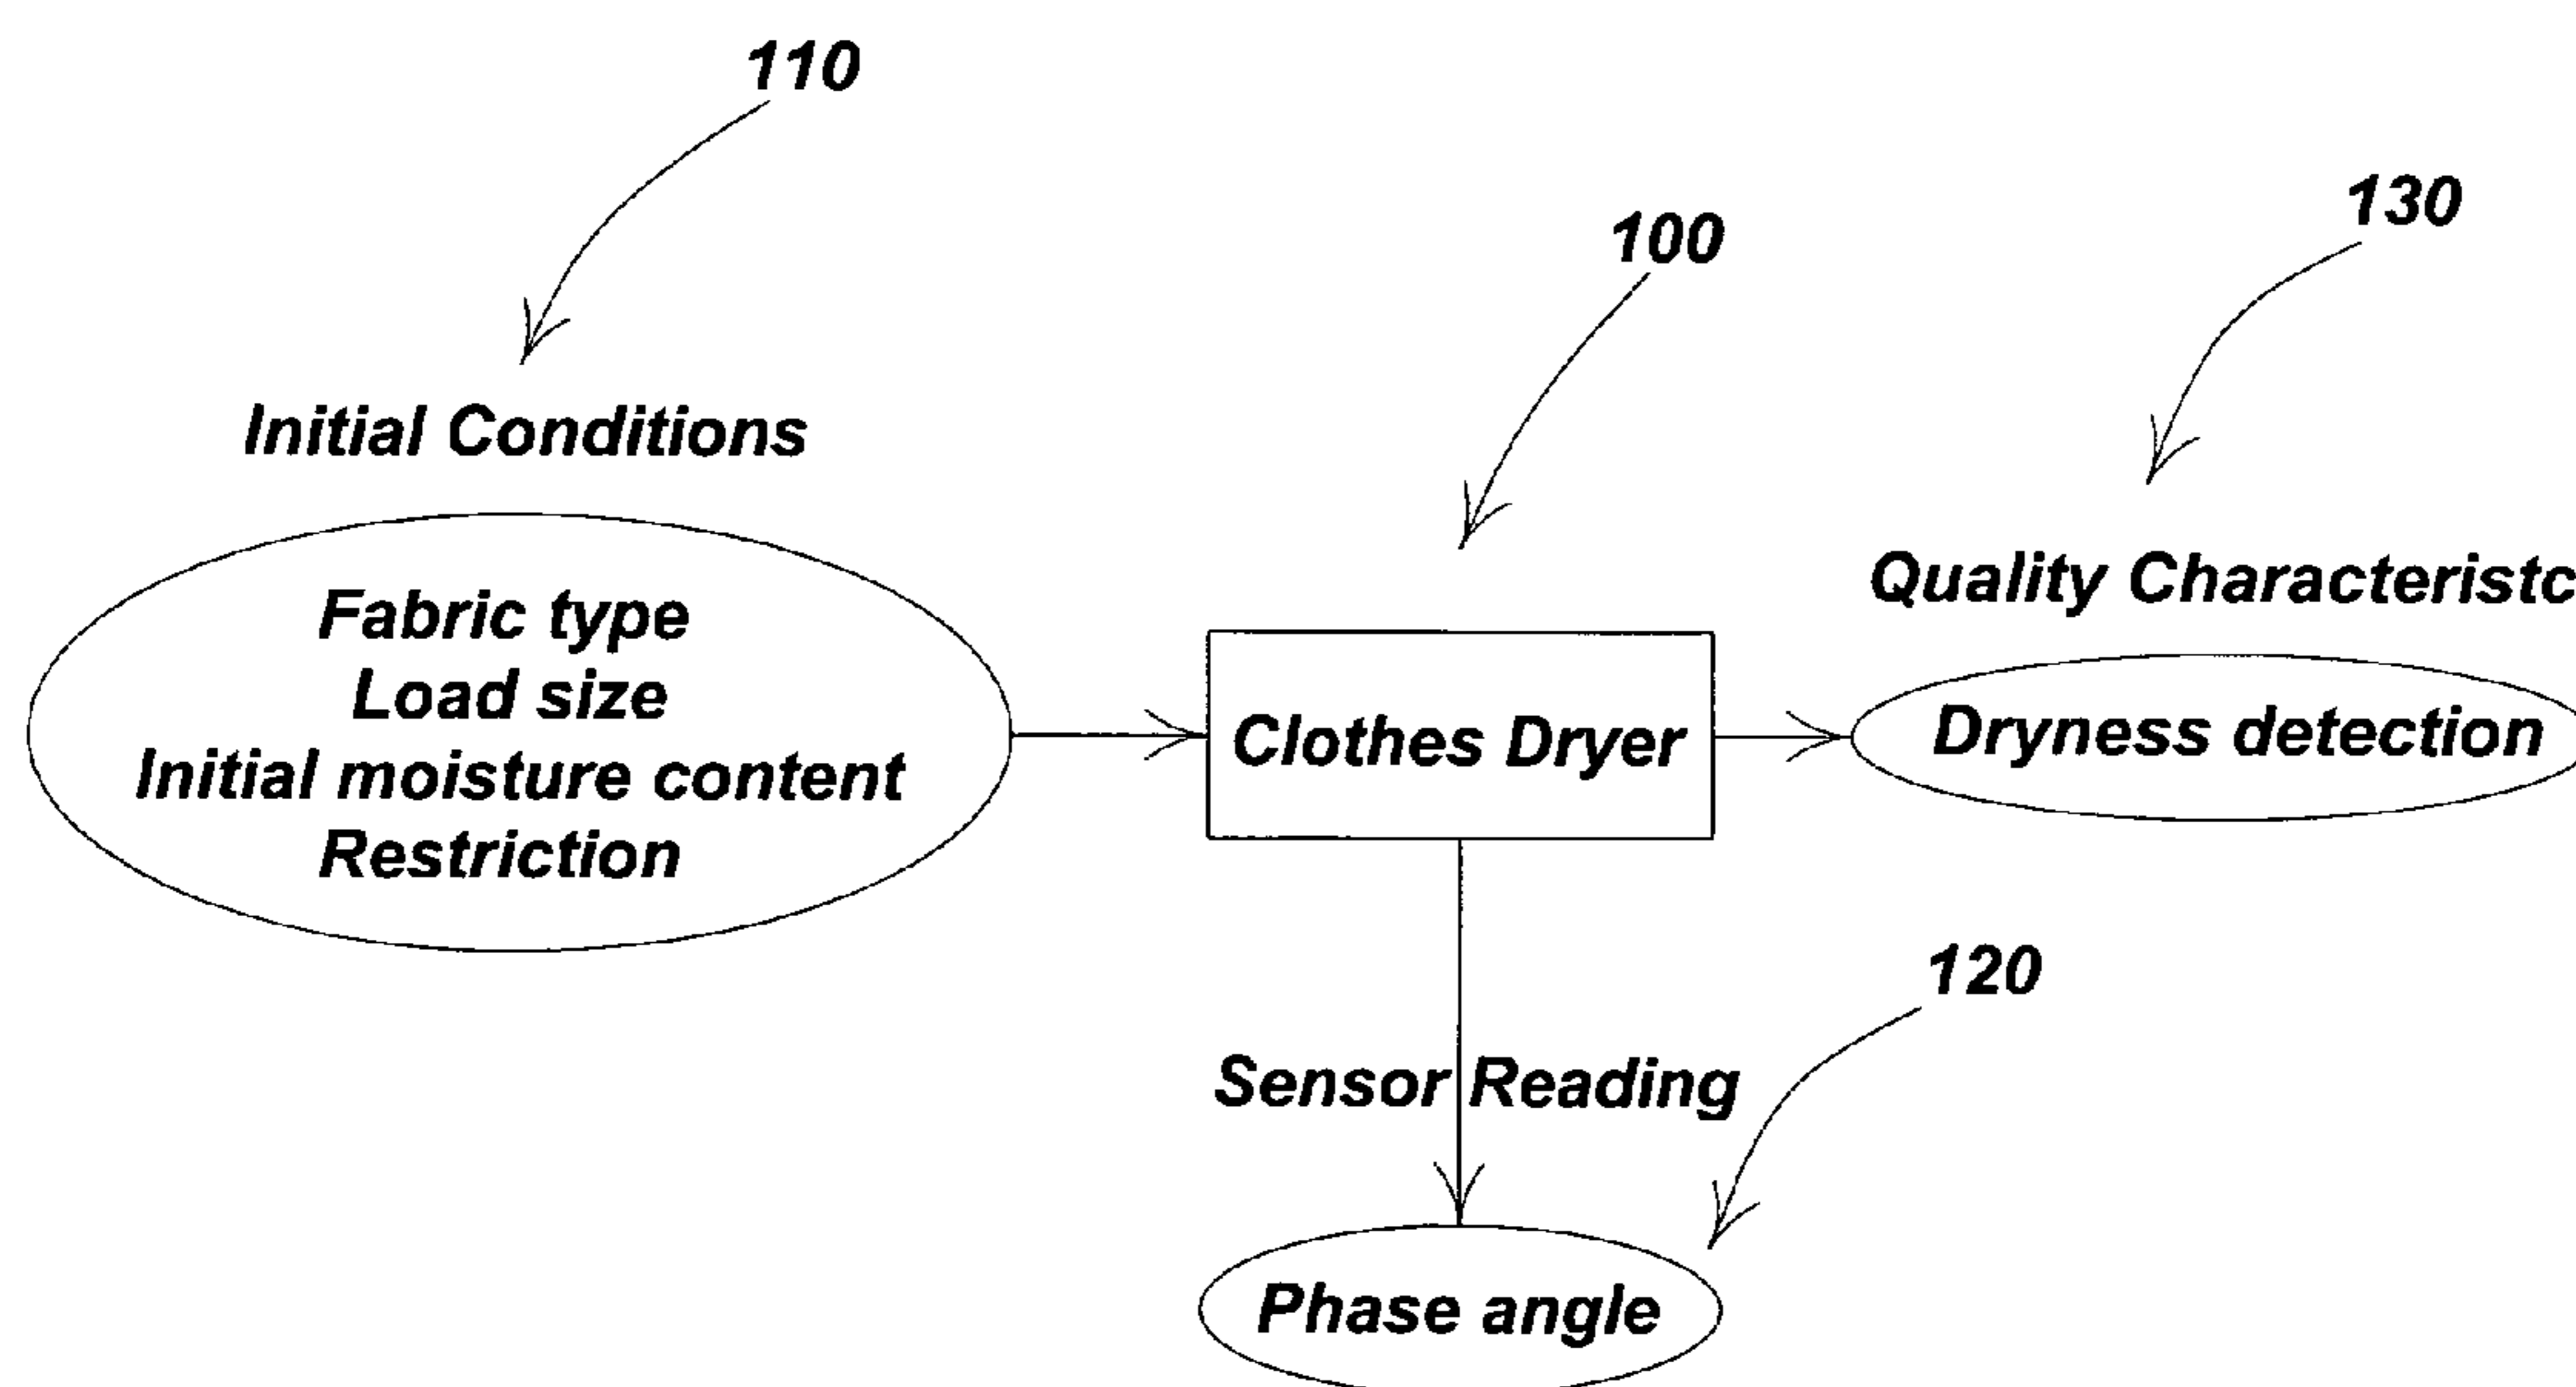 110
100
130
Initial Conditions
Fabric type
Load size
Initial moisture content
Restriction
Clothes Dryer
Quality Characteristc
Dryness detection
120
Sensor Reading
Phase angle